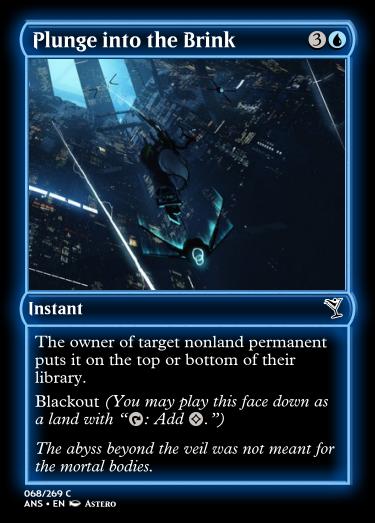 Plunge into the Brink 3
Instant
The owner of target nonland permanent
puts it on the top or bottom of their
library.
Blackout (You may play this face down as
a land with “: Add .”)
The abyss beyond the veil was not meant for
the mortal bodies.
068/269 C
ANS • EN Astero